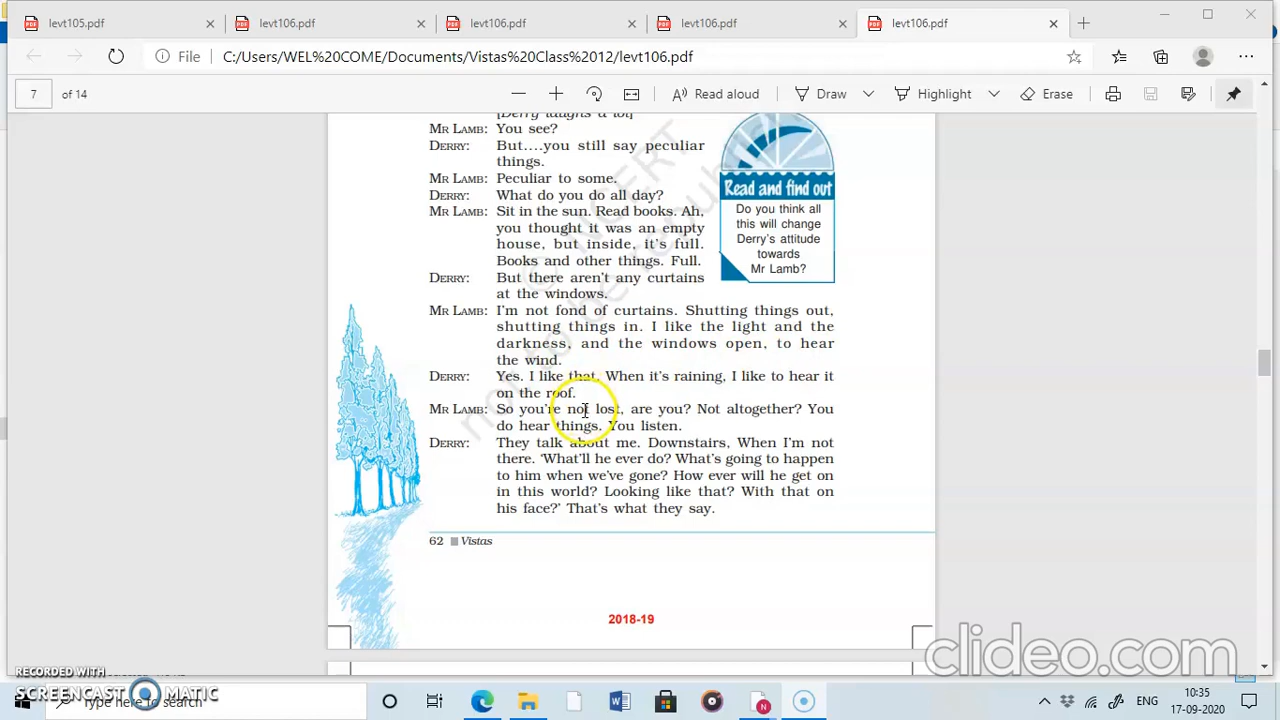 levt105.pdf
levt106.pdf
levt106.pdf
levt106.pdf
levt106.pdf
File C:/Users/WEL%20COME/Documents/Vistas%20Class%2012/levt106.pdf
7 of 14
Read aloud Draw Highlight Erase
[Derry laughs a lot]
MR LAMB: You see?
DERRY: But….you still say peculiar
things.
MR LAMB: Peculiar to some.
DERRY: What do you do all day?
MR LAMB: Sit in the sun. Read books. Ah,
you thought it was an empty
house, but inside, it's full.
Books and other things. Full.
DERRY: But there aren't any curtains
at the windows.
Read and find out
Do you think all
this will change
Derry's attitude
towards
Mr Lamb?
MR LAMB: I'm not fond of curtains. Shutting things out,
shutting things in. I like the light and the
darkness, and the windows open, to hear
the wind.
DERRY: Yes. I like that. When it's raining, I like to hear it
on the roof.
MR LAMB: So you're not lost, are you? Not altogether? You
do hear things. You listen.
DERRY: They talk about me. Downstairs, When I'm not
there. 'What'll he ever do? What's going to happen
to him when we've gone? How ever will he get on
in this world? Looking like that? With that on
his face?' That's what they say.
62 Vistas
2018-19
© NCERT
not to be republ
clideo.com
RECORDED WITH
SCREENCAST MATIC
Type here to search
ENG
10:35
17-09-2020